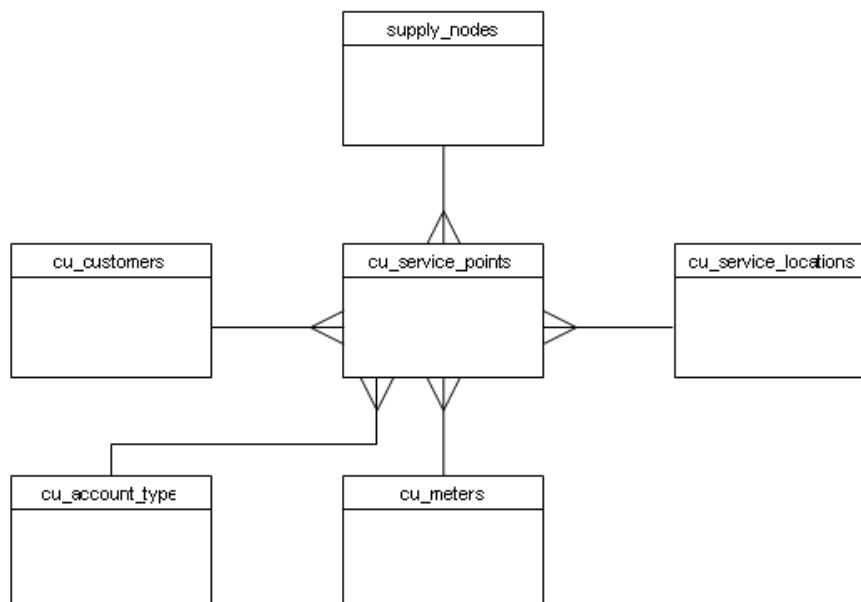 supply_nodes
cu_customers
cu_service_points
cu_service_locations
cu_account_type
cu_meters